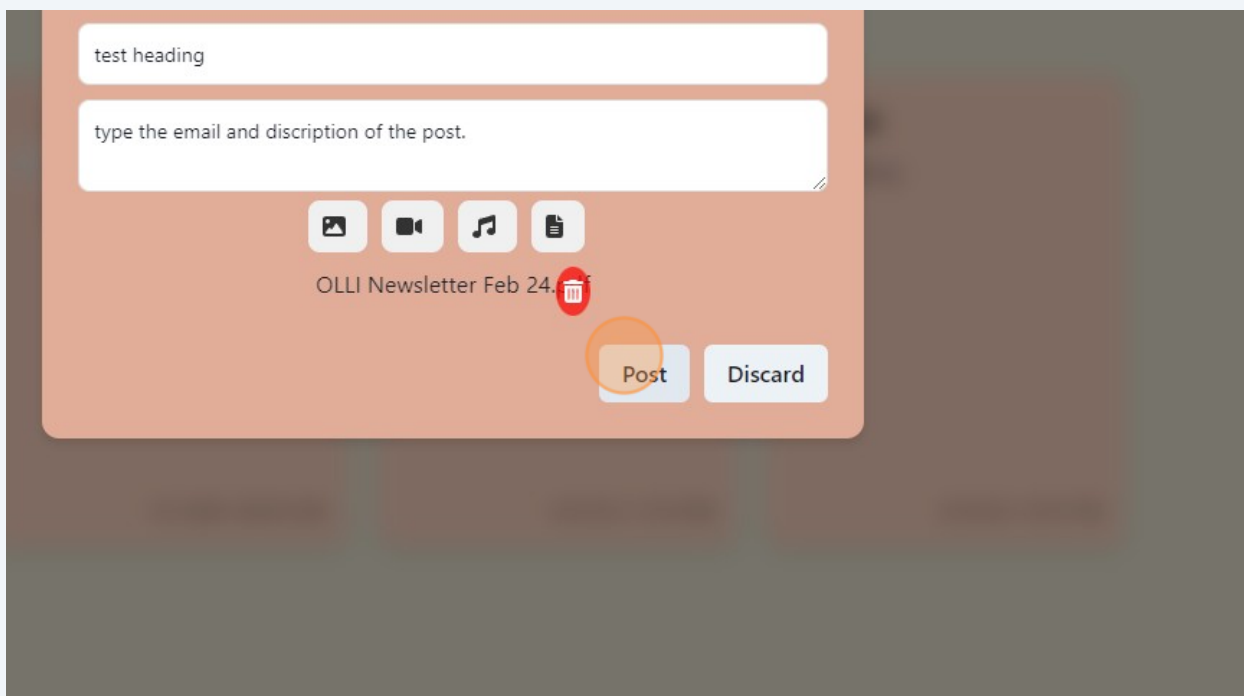 test heading
type the email and discription of the post.
OLLI Newsletter Feb 24.
Post
Discard